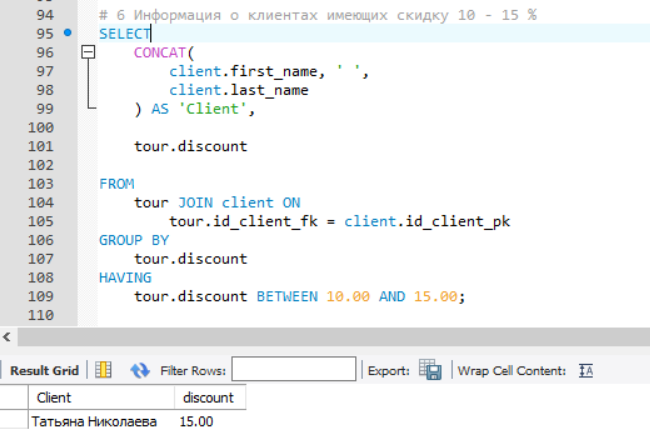 94 # 6 Информация о клиентах имеющих скидку 10 - 15 %
95 SELECT
96 CONCAT(
97 client.first_name, ' ',
98 client.last_name
99 ) AS 'Client',
100
101 tour.discount
102
103 FROM
104 tour JOIN client ON
105 tour.id_client_fk = client.id_client_pk
106 GROUP BY
107 tour.discount
108 HAVING
109 tour.discount BETWEEN 10.00 AND 15.00;
110
Result Grid Filter Rows: Export: Wrap Cell Content:
Client discount
Татьяна Николаева 15.00